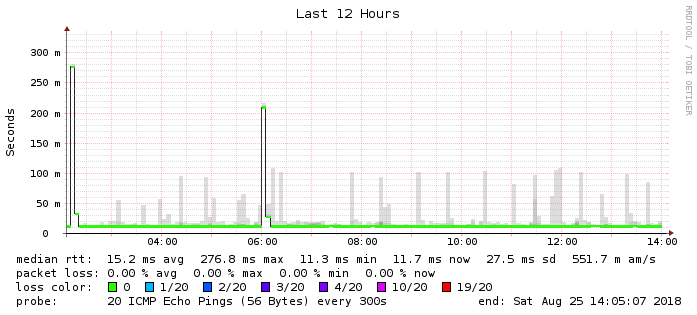 Last 12 Hours
RRDTOOL / TOBI OETIKER
Seconds
300 m
250 m
200 m
150 m
100 m
50 m
0
04:00 06:00 08:00 10:00 12:00 14:00
median rtt: 15.2 ms avg 276.8 ms max 11.3 ms min 11.7 ms now 27.5 ms sd 551.7 m am/s
packet loss: 0.00 % avg 0.00 % max 0.00 % min 0.00 % now
loss color: 0 1/20 2/20 3/20 4/20 10/20 19/20
probe: 20 ICMP Echo Pings (56 Bytes) every 300s end: Sat Aug 25 14:05:07 2018